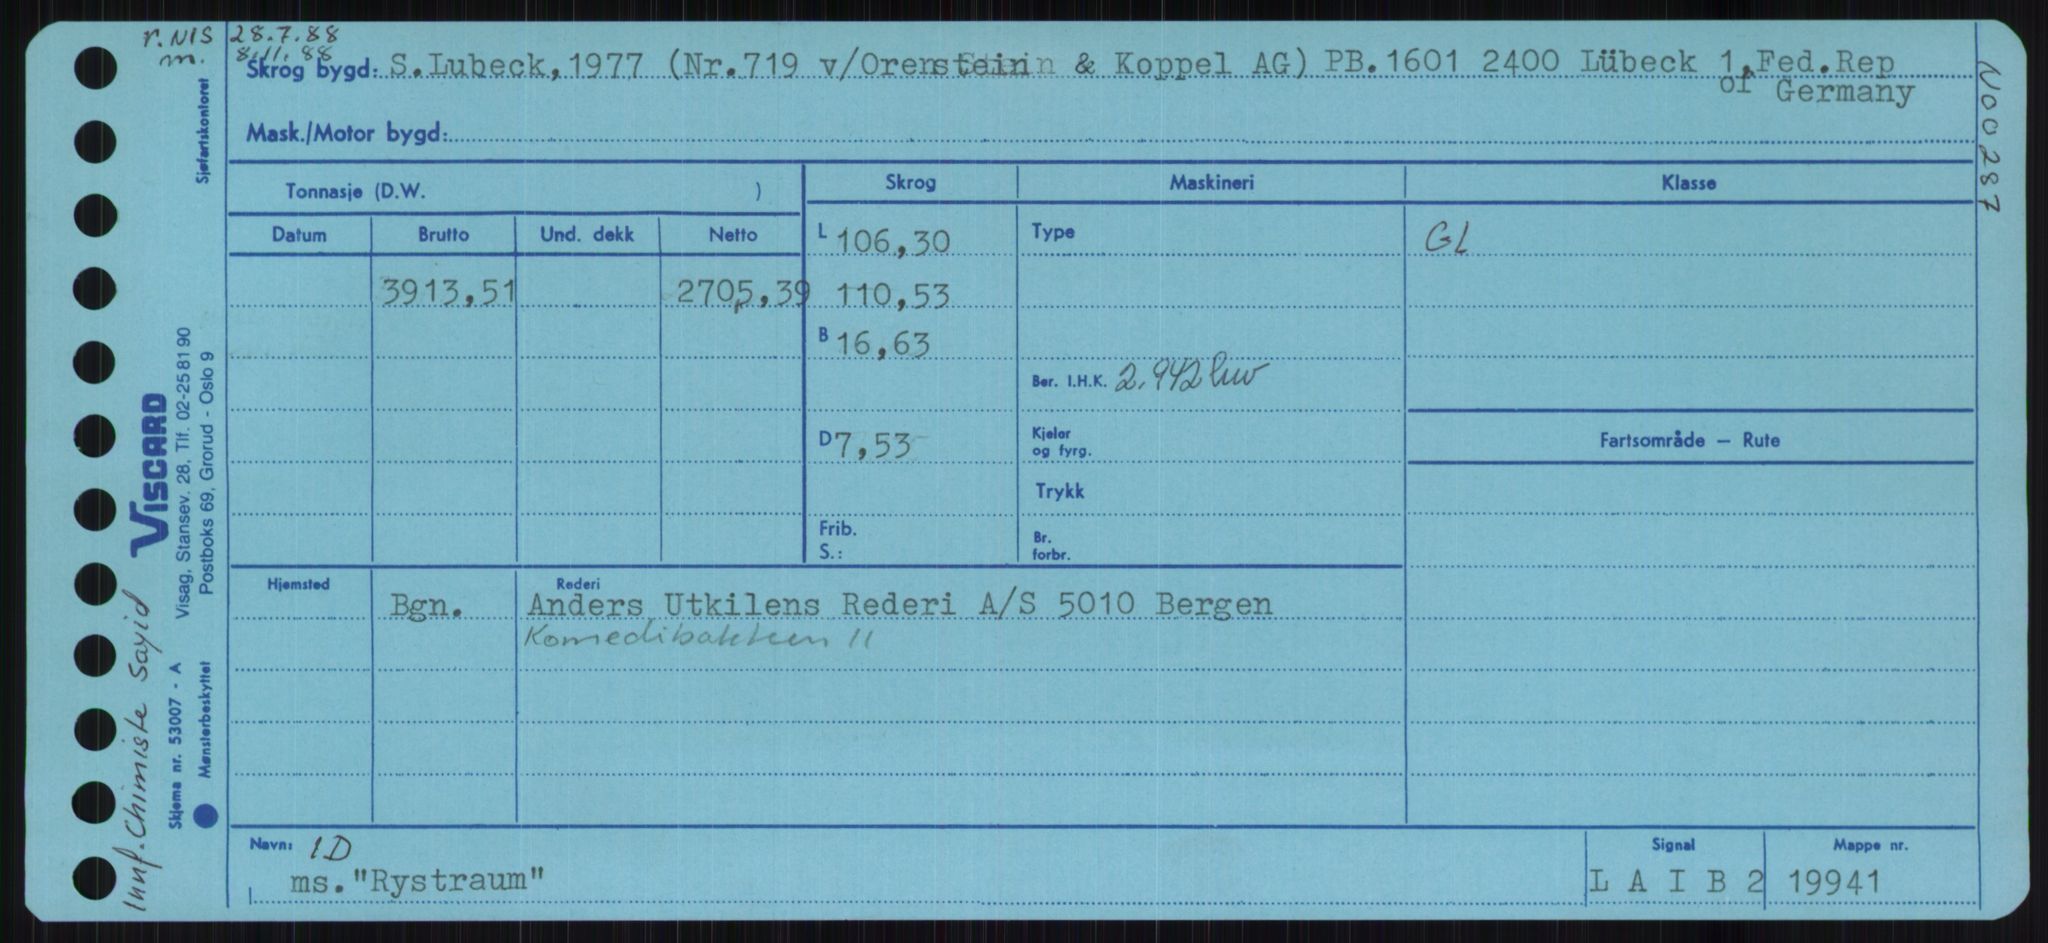 r. NIS 28.7.88
m. 8.11.88
Skrog bygd: S.Lubeck,1977 (Nr.719 v/Orenstein & Koppel AG) PB.1601 2400 Lübeck 1,Fed.Rep
of Germany
Mask./Motor bygd:
N00287
Sjøfartskontoret
Tonnasje (D.W. )
Skrog Maskineri Klasse
Datum Brutto Und. dekk Netto
L 106,30 Type GL
3913,51 2705,39 110,53
B 16,63
Ber. I.H.K. 2.942 kw
D 7,53 Kjeler
og fyrg.
Fartsområde — Rute
Trykk
Frib.
S.:
Br.
forbr.
Hjemsted Rederi
Bgn. Anders Utkilens Rederi A/S 5010 Bergen
Komedibakken 11
Navn: 1D
ms."Rystraum"
Signal Mappe nr.
L A I B 2 19941
VISCARD
Visag, Stansev. 28, Tlf. 02-25 81 90
Postboks 69, Grorud - Oslo 9
Skjema nr. 53007 - A
Mønsterbeskyttet
Innf. Chimiste Sayid